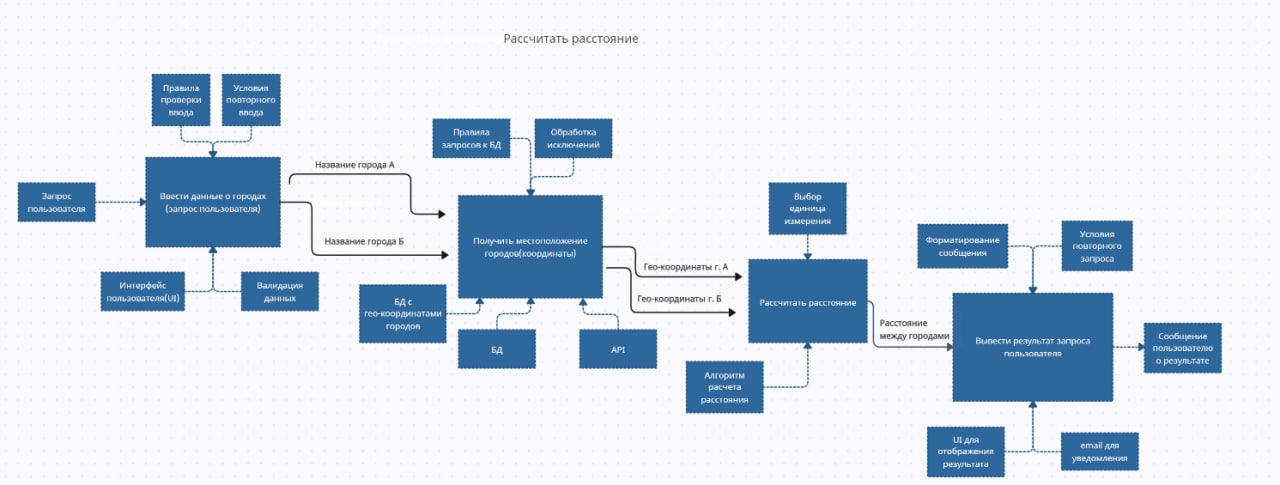 Рассчитать расстояние
Правила
проверки
ввода
Условия
повторного
ввода
Запрос
пользователя
Ввести данные о городах
(запрос пользователя)
Интерфейс
пользователя(UI)
Валидация
данных
Название города А
Название города Б
Правила
запросов к БД
Обработка
исключений
Получить местоположение
городов(координаты)
БД с
гео-координатами
городов
БД
API
Гео-координаты г. А
Гео-координаты г. Б
Выбор
единица
измерения
Рассчитать расстояние
Алгоритм
расчета
расстояния
Расстояние
между городами
Форматирование
сообщения
Условия
повторного
запроса
Вывести результат запроса
пользователя
Сообщение
пользователю
о результате
UI для
отображения
результата
email для
уведомления